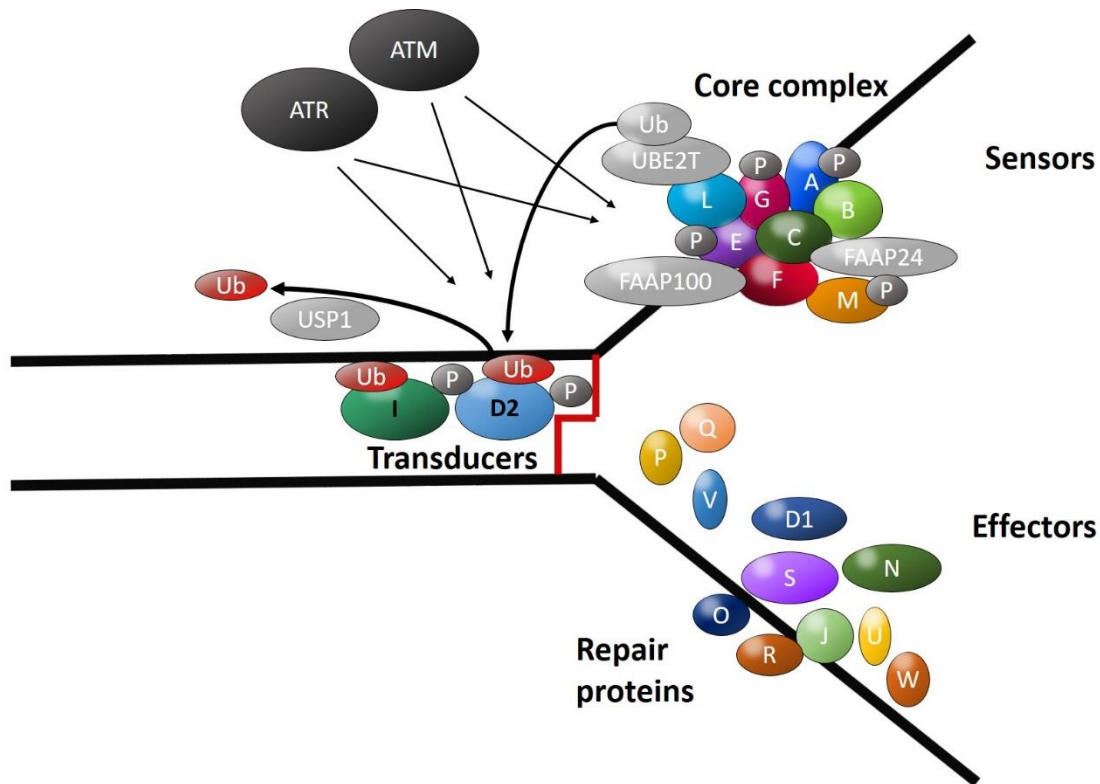 ATM
ATR
Core complex
Sensors
Ub
UBE2T
P
P
A
G
L
B
P
E
C
FAAP24
FAAP100
F
M
P
Ub
USP1
Ub
P
Ub
P
I
D2
Transducers
Q
P
V
D1
Effectors
S
N
O
J
U
R
W
Repair
proteins